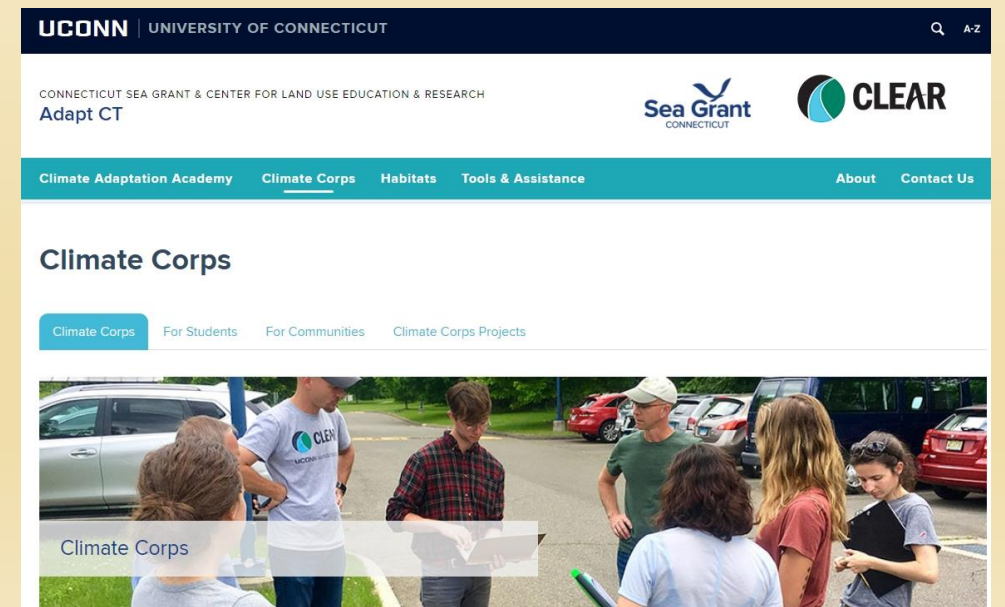 UCONN UNIVERSITY OF CONNECTICUT
A-Z
CONNECTICUT SEA GRANT & CENTER FOR LAND USE EDUCATION & RESEARCH
Adapt CT
Sea Grant
CONNECTICUT
CLEAR
Climate Adaptation Academy Climate Corps Habitats Tools & Assistance About Contact Us
Climate Corps
Climate Corps For Students For Communities Climate Corps Projects
CLEAR
UCONN
Climate Corps